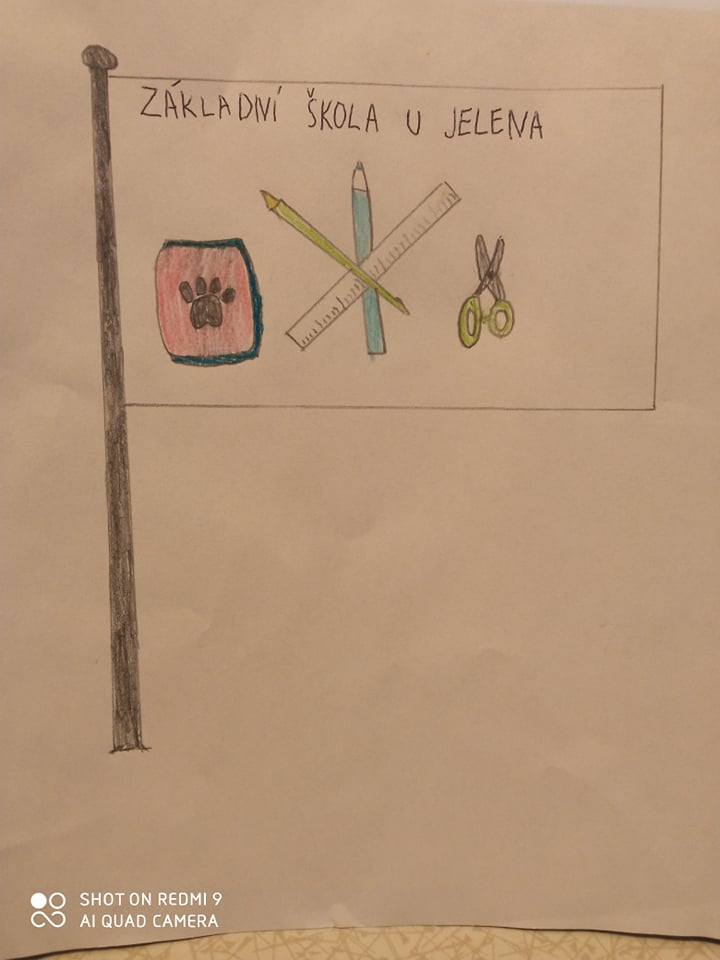 ZÁKLADNÍ ŠKOLA U JELENA
SHOT ON REDMI 9
AI QUAD CAMERA